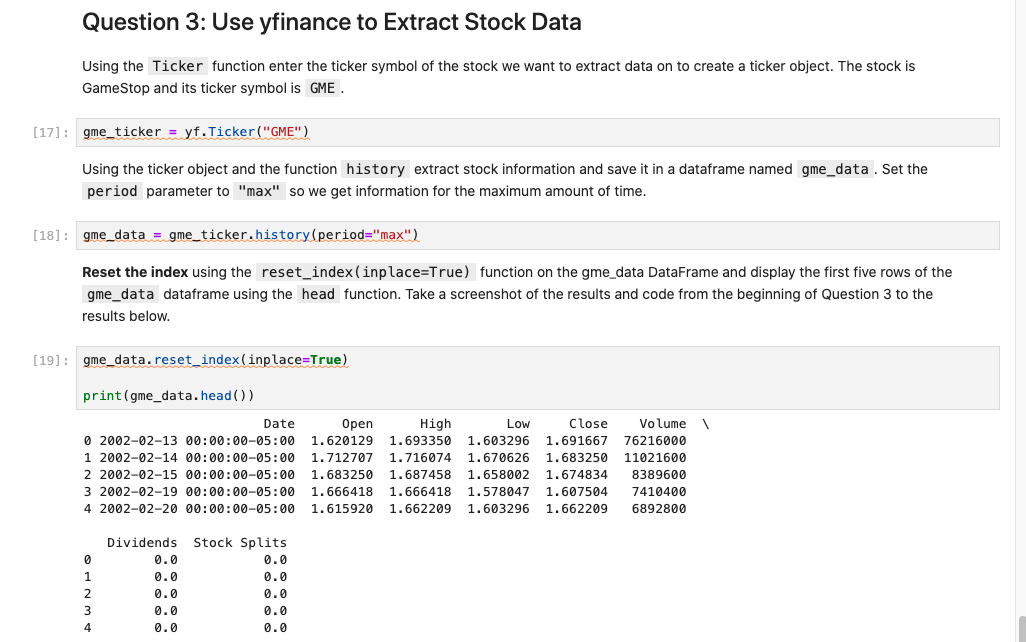 Question 3: Use yfinance to Extract Stock Data
Using the Ticker function enter the ticker symbol of the stock we want to extract data on to create a ticker object. The stock is
GameStop and its ticker symbol is GME .
[17]: gme_ticker = yf.Ticker("GME")
Using the ticker object and the function history extract stock information and save it in a dataframe named gme_data . Set the
period parameter to "max" so we get information for the maximum amount of time.
[18]: gme_data = gme_ticker.history(period="max")
Reset the index using the reset_index(inplace=True) function on the gme_data DataFrame and display the first five rows of the
gme_data dataframe using the head function. Take a screenshot of the results and code from the beginning of Question 3 to the
results below.
[19]: gme_data.reset_index(inplace=True)
print(gme_data.head())
Date Open High Low Close Volume \
0 2002-02-13 00:00:00-05:00 1.620129 1.693350 1.603296 1.691667 76216000
1 2002-02-14 00:00:00-05:00 1.712707 1.716074 1.670626 1.683250 11021600
2 2002-02-15 00:00:00-05:00 1.683250 1.687458 1.658002 1.674834 8389600
3 2002-02-19 00:00:00-05:00 1.666418 1.666418 1.578047 1.607504 7410400
4 2002-02-20 00:00:00-05:00 1.615920 1.662209 1.603296 1.662209 6892800
Dividends Stock Splits
0 0.0 0.0
1 0.0 0.0
2 0.0 0.0
3 0.0 0.0
4 0.0 0.0